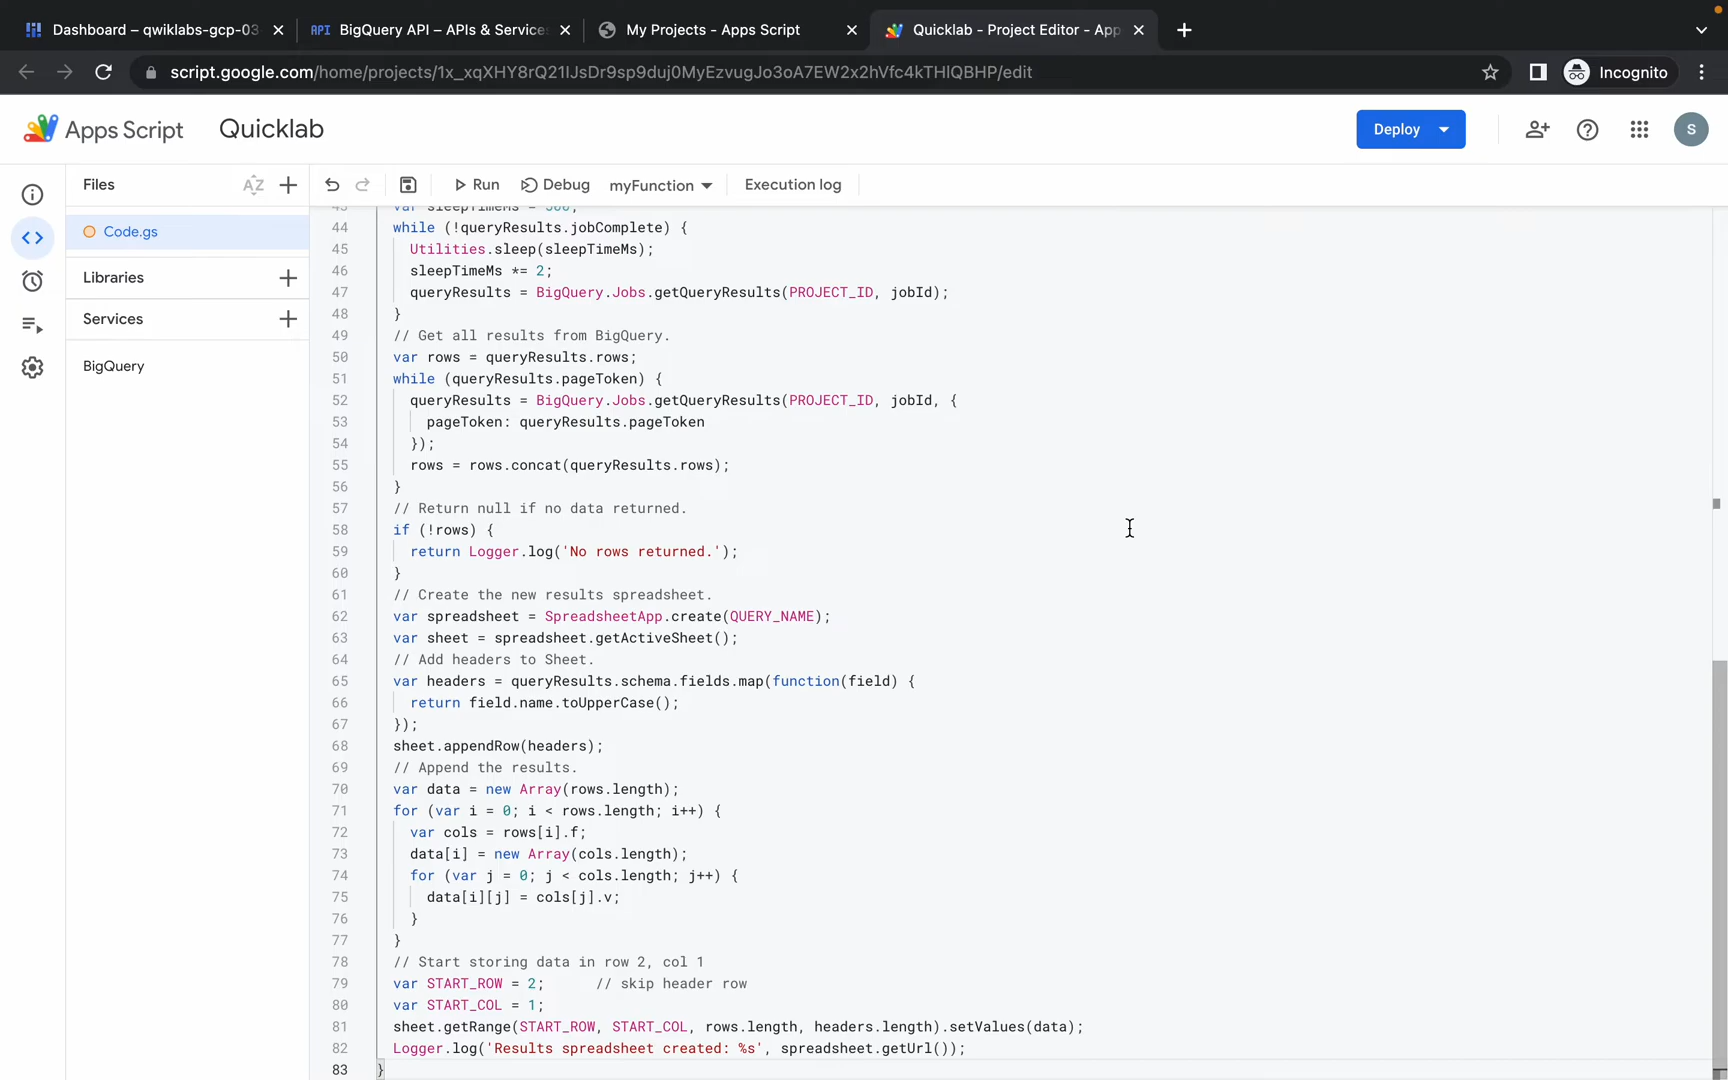 Dashboard – qwiklabs-gcp-03
API BigQuery API – APIs & Services
My Projects - Apps Script
Quicklab - Project Editor - App
script.google.com/home/projects/1x_xqXHY8rQ21IJsDr9sp9duj0MyEzvugJo3oA7EW2x2hVfc4kTHIQBHP/edit
Incognito
Apps Script
Quicklab
Deploy
S
Files
AZ
Run
Debug
myFunction
Execution log
Code.gs
Libraries
Services
BigQuery
43 var sleepTimeMs = 500;
44 while (!queryResults.jobComplete) {
45 Utilities.sleep(sleepTimeMs);
46 sleepTimeMs *= 2;
47 queryResults = BigQuery.Jobs.getQueryResults(PROJECT_ID, jobId);
48 }
49 // Get all results from BigQuery.
50 var rows = queryResults.rows;
51 while (queryResults.pageToken) {
52 queryResults = BigQuery.Jobs.getQueryResults(PROJECT_ID, jobId, {
53 pageToken: queryResults.pageToken
54 });
55 rows = rows.concat(queryResults.rows);
56 }
57 // Return null if no data returned.
58 if (!rows) {
59 return Logger.log('No rows returned.');
60 }
61 // Create the new results spreadsheet.
62 var spreadsheet = SpreadsheetApp.create(QUERY_NAME);
63 var sheet = spreadsheet.getActiveSheet();
64 // Add headers to Sheet.
65 var headers = queryResults.schema.fields.map(function(field) {
66 return field.name.toUpperCase();
67 });
68 sheet.appendRow(headers);
69 // Append the results.
70 var data = new Array(rows.length);
71 for (var i = 0; i < rows.length; i++) {
72 var cols = rows[i].f;
73 data[i] = new Array(cols.length);
74 for (var j = 0; j < cols.length; j++) {
75 data[i][j] = cols[j].v;
76 }
77 }
78 // Start storing data in row 2, col 1
79 var START_ROW = 2; // skip header row
80 var START_COL = 1;
81 sheet.getRange(START_ROW, START_COL, rows.length, headers.length).setValues(data);
82 Logger.log('Results spreadsheet created: %s', spreadsheet.getUrl());
83 }